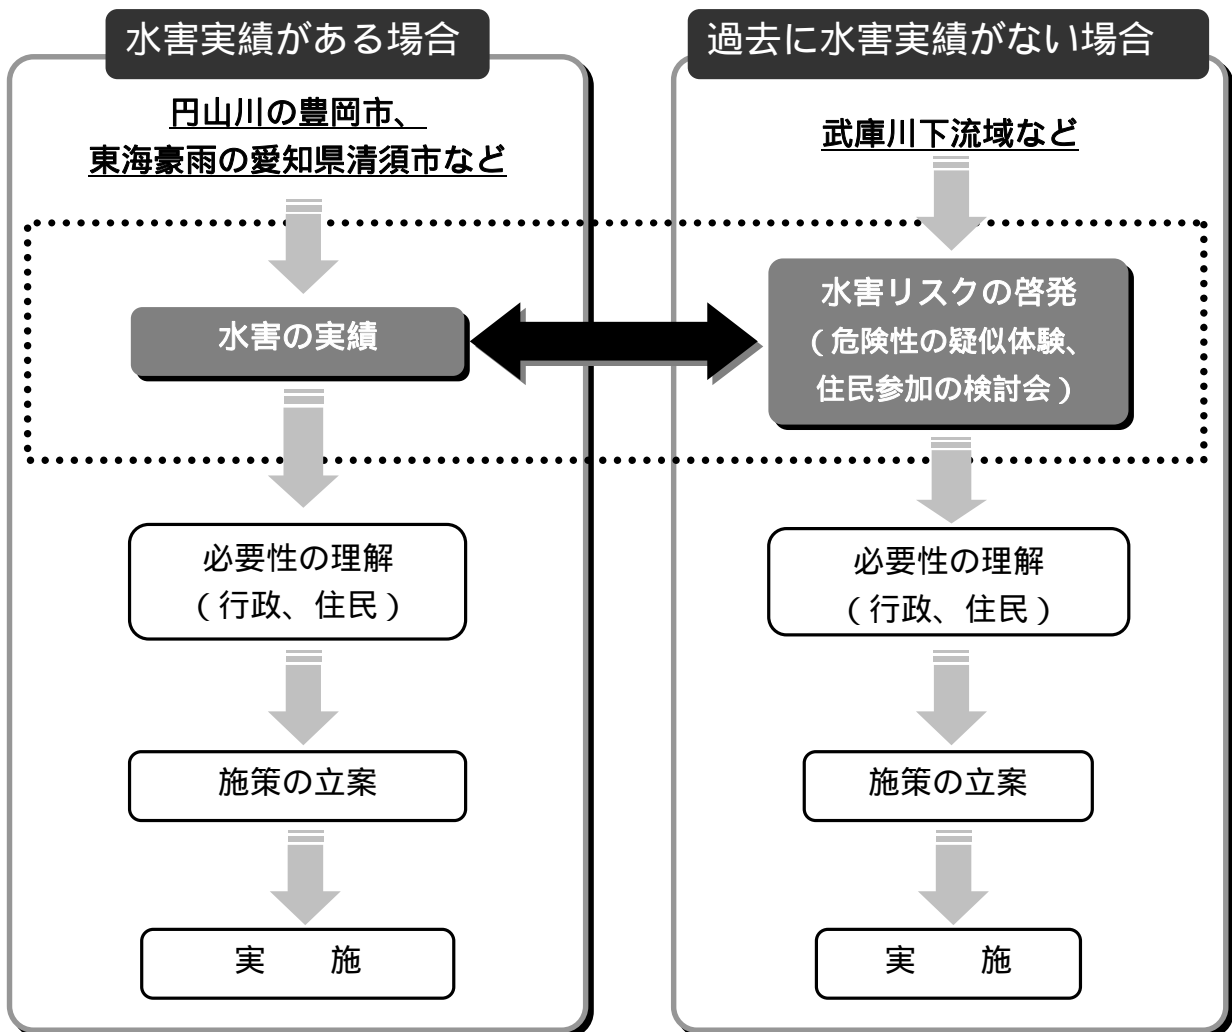 水害実績がある場合
円山川の豊岡市、
東海豪雨の愛知県清須市など
水害の実績
必要性の理解
（行政、住民）
施策の立案
実　　施
過去に水害実績がない場合
武庫川下流域など
水害リスクの啓発
（危険性の疑似体験、
住民参加の検討会）
必要性の理解
（行政、住民）
施策の立案
実　　施